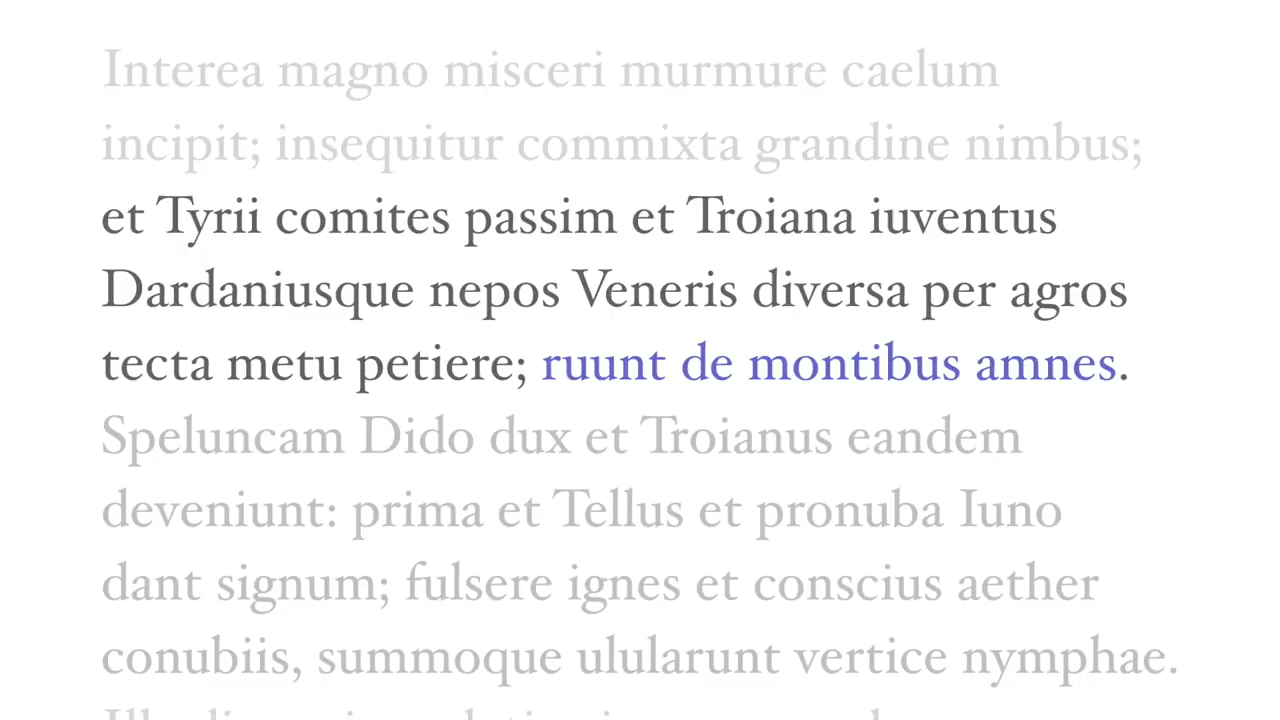 Interea magno misceri murmure caelum
incipit; insequitur commixta grandine nimbus;
et Tyrii comites passim et Troiana iuventus
Dardaniusque nepos Veneris diversa per agros
tecta metu petiere; ruunt de montibus amnes.
Speluncam Dido dux et Troianus eandem
deveniunt: prima et Tellus et pronuba Iuno
dant signum; fulsere ignes et conscius aether
conubiis, summoque ulularunt vertice nymphae.